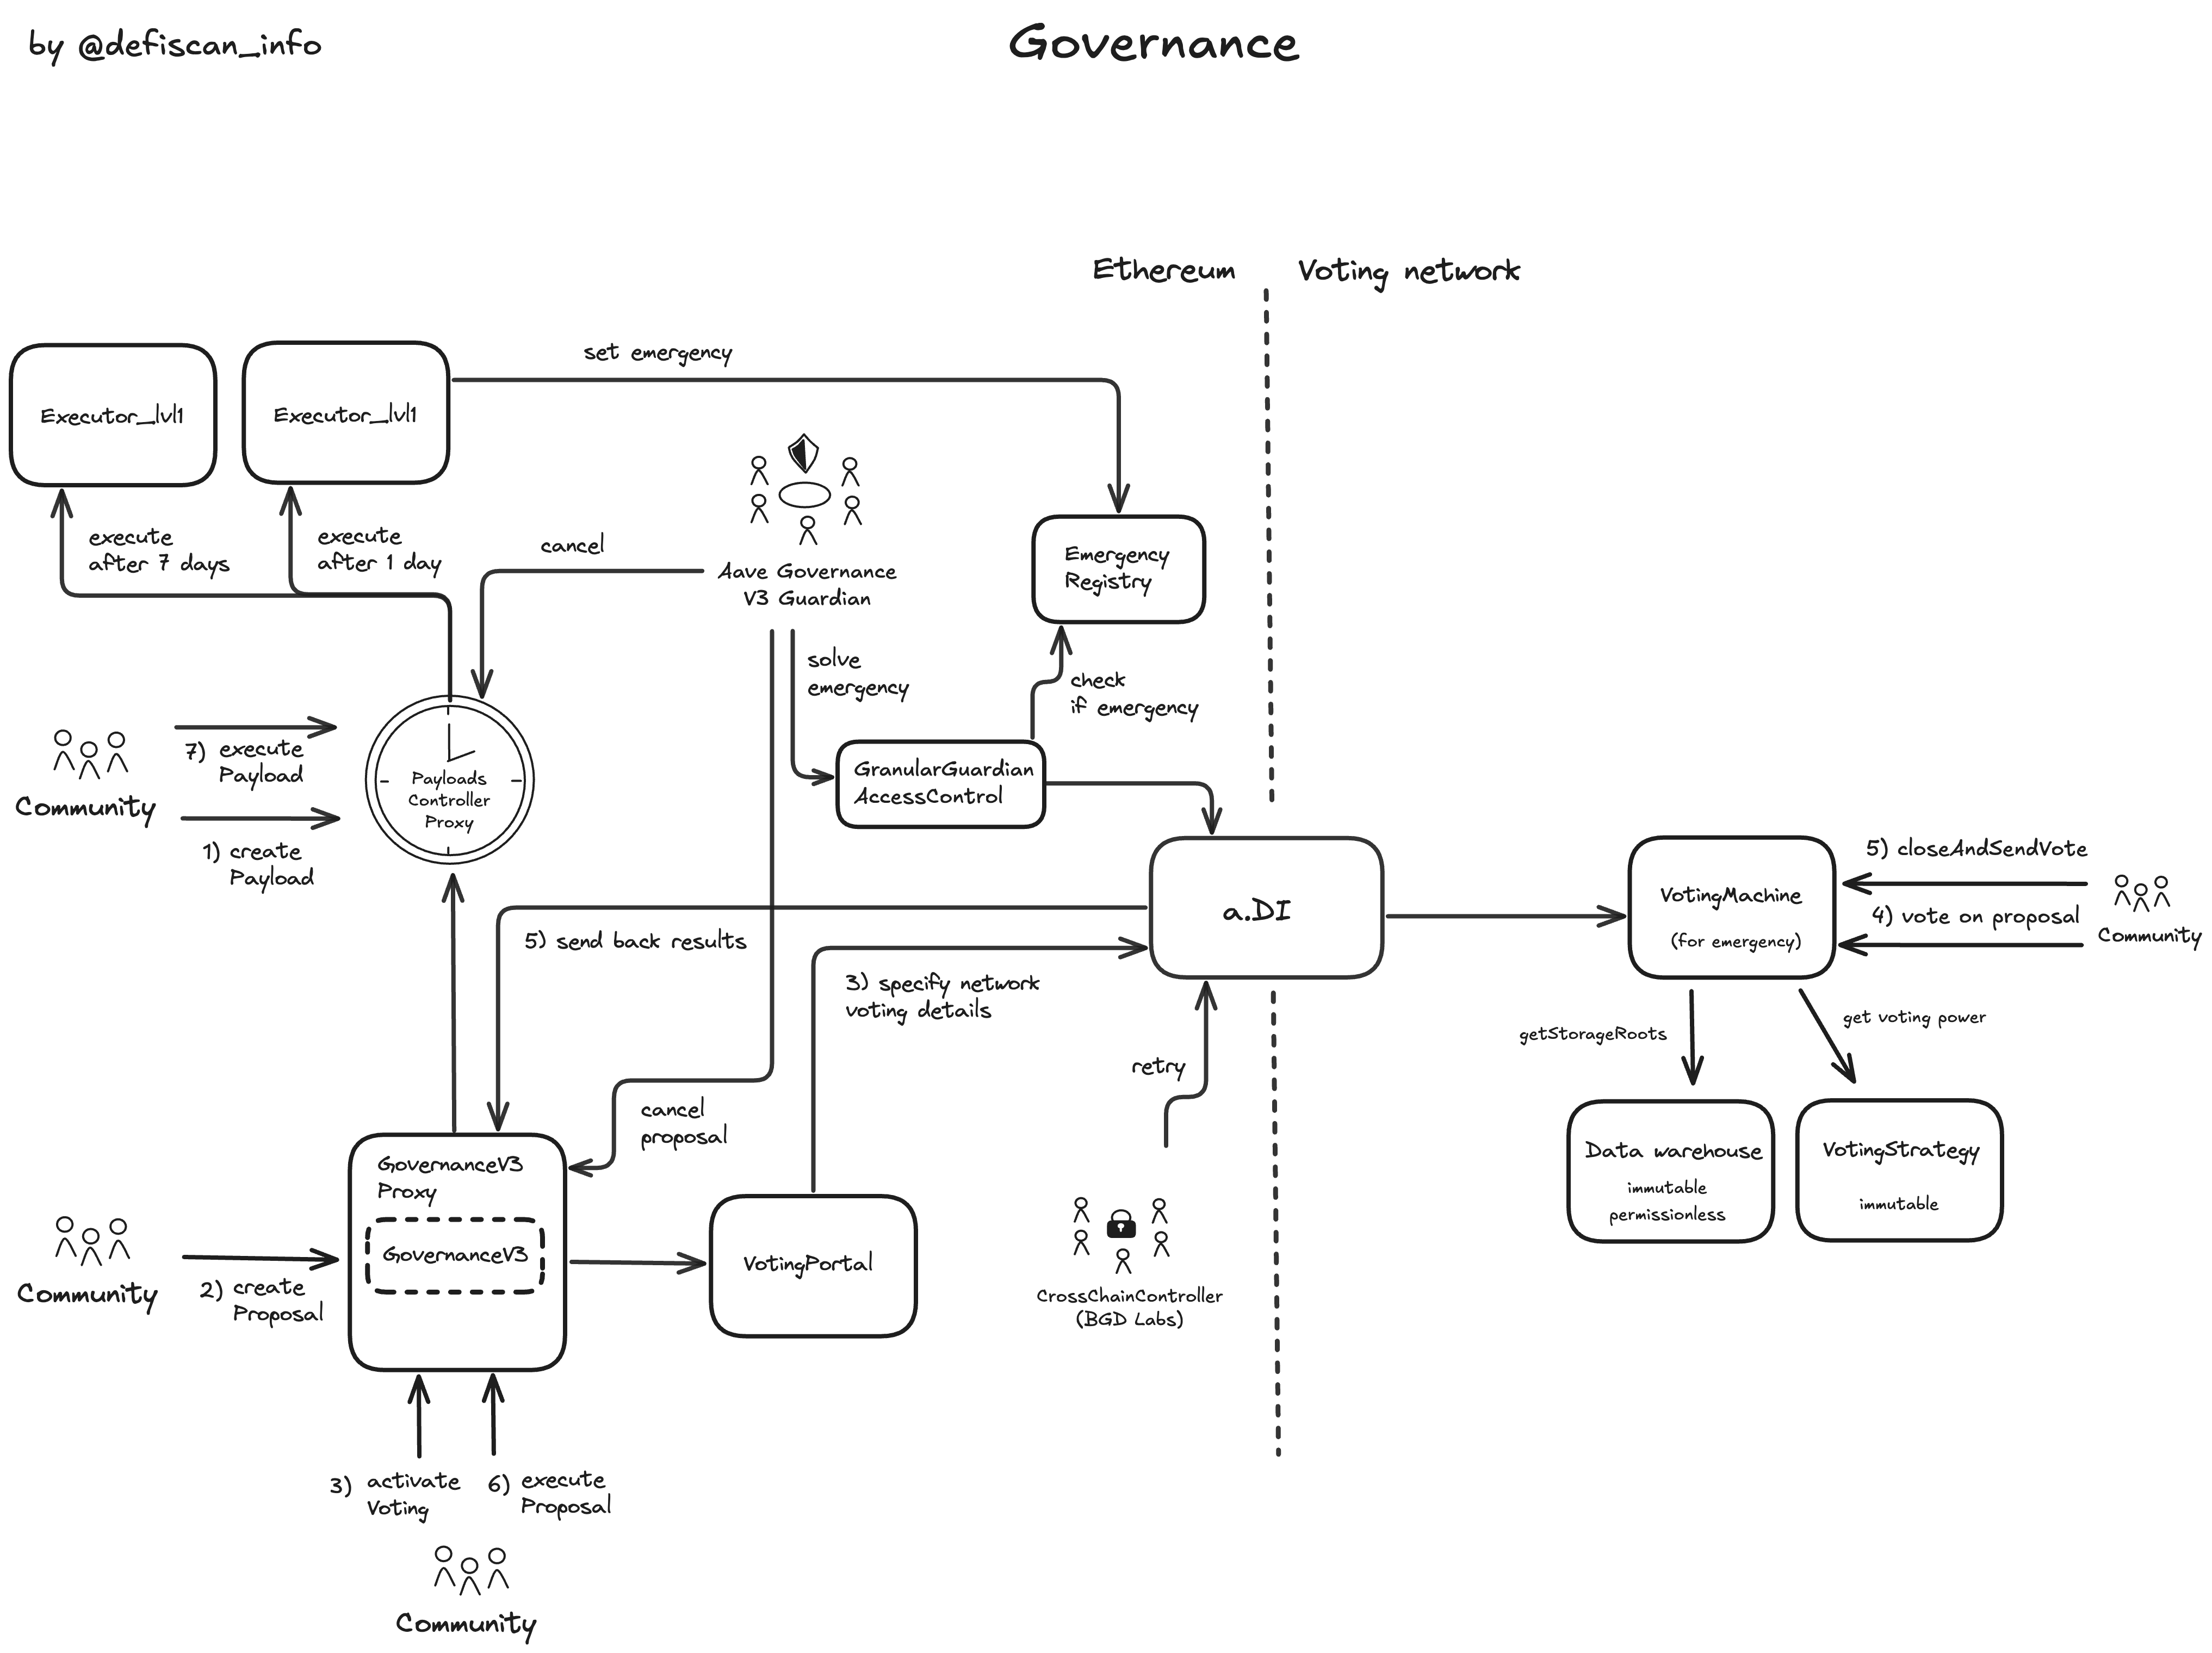 by @defiscan_info
Governance
Ethereum
Voting network
set emergency
Executor_lvl1
Executor_lvl1
execute
after 7 days
execute
after 1 day
cancel
Aave Governance
V3 Guardian
Emergency
Registry
solve
emergency
check
if emergency
7) execute
Payload
Community
1) create
Payload
Payloads
Controller
Proxy
GranularGuardian
AccessControl
a.DI
VotingMachine
(for emergency)
5) closeAndSendVote
4) vote on proposal
Community
5) send back results
3) specify network
voting details
retry
getStorageRoots
get voting power
cancel
proposal
GovernanceV3
Proxy
GovernanceV3
VotingPortal
Data warehouse
immutable
permissionless
VotingStrategy
immutable
Community
2) create
Proposal
CrossChainController
(BGD Labs)
3) activate
Voting
6) execute
Proposal
Community